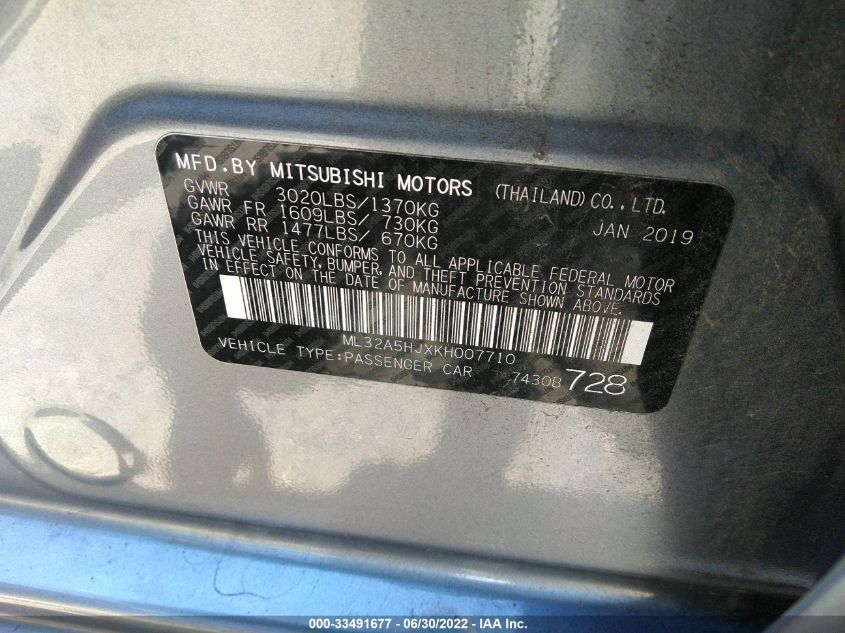 MFD.BY MITSUBISHI MOTORS (THAILAND)CO.,LTD.
GVWR 3020LBS/1370KG JAN 2019
GAWR FR 1609LBS/ 730KG
GAWR RR 1477LBS/ 670KG
THIS VEHICLE CONFORMS TO ALL APPLICABLE FEDERAL MOTOR
VEHICLE SAFETY, BUMPER, AND THEFT PREVENTION STANDARDS
IN EFFECT ON THE DATE OF MANUFACTURE SHOWN ABOVE.
ML32A5HJXKH007710
VEHICLE TYPE:PASSENGER CAR 7430B 728
000-33491677 - 06/30/2022 - IAA Inc.